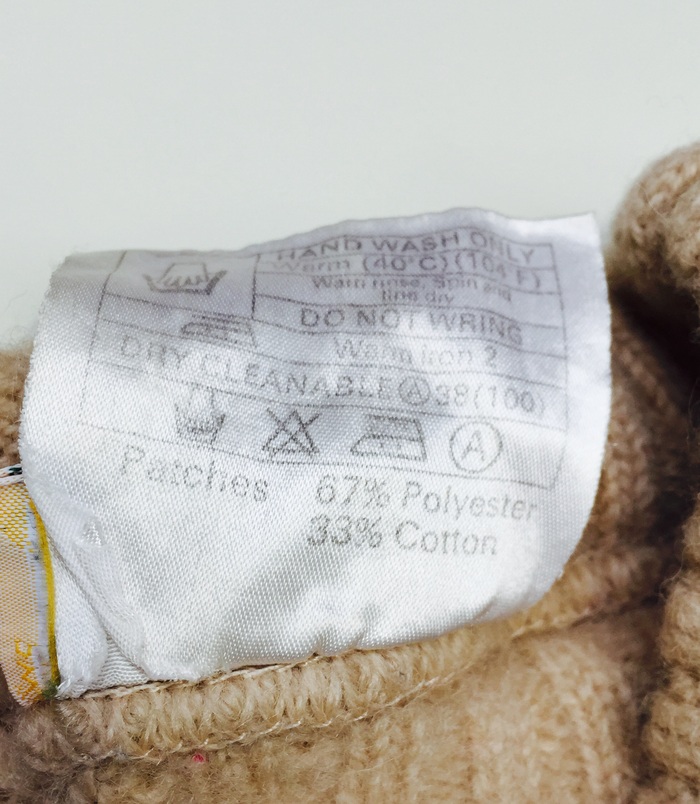 HAND WASH ONLY
Warm (40°C) (104°F)
Warm rinse, Spin and
line dry
DO NOT WRING
Warm Iron 2
DRY CLEANABLE Ⓐ 38(100)
A
Patches 67% Polyester
33% Cotton